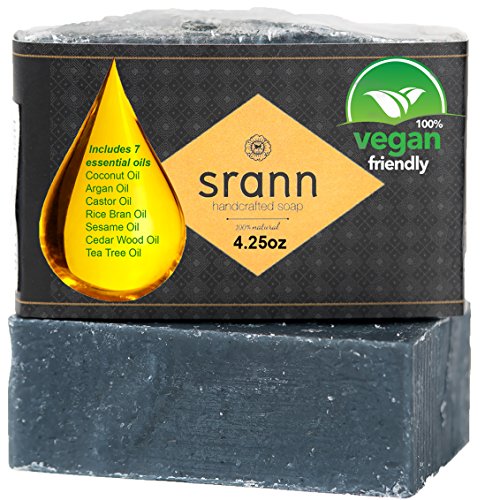 Includes 7
essential oils
Coconut Oil
Argan Oil
Castor Oil
Rice Bran Oil
Sesame Oil
Cedar Wood Oil
Tea Tree Oil
srann
handcrafted soap
100% natural
4.25oz
100%
vegan
friendly